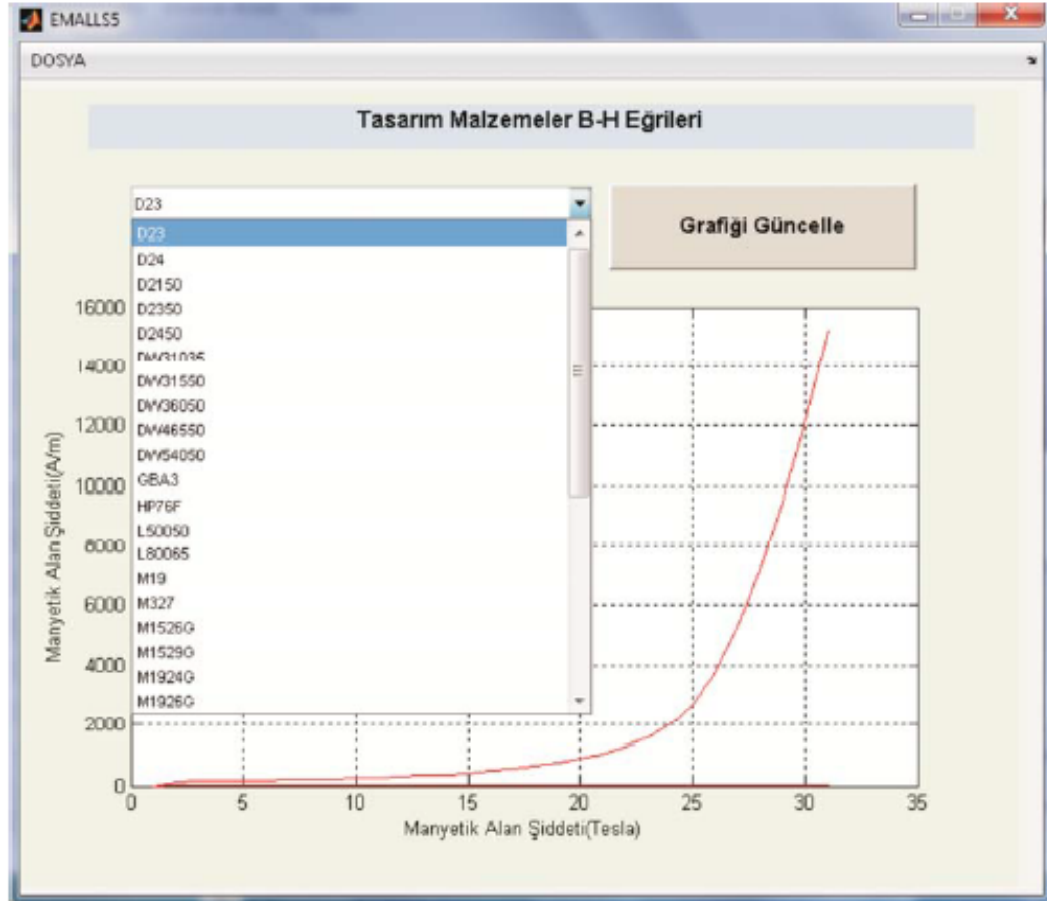 EMALLS5
DOSYA
Tasarım Malzemeler B-H Eğrileri
D23
Grafiği Güncelle
D23
D24
D2150
D2350
D2450
DW31035
DW31550
DW36050
DW46550
DW54050
GBA3
HP76F
L50050
L80065
M19
M327
M1526G
M1529G
M1924G
M1926G
16000
14000
12000
10000
8000
6000
4000
2000
0
Manyetik Alan Şiddeti(A/m)
0 5 10 15 20 25 30 35
Manyetik Alan Şiddeti(Tesla)